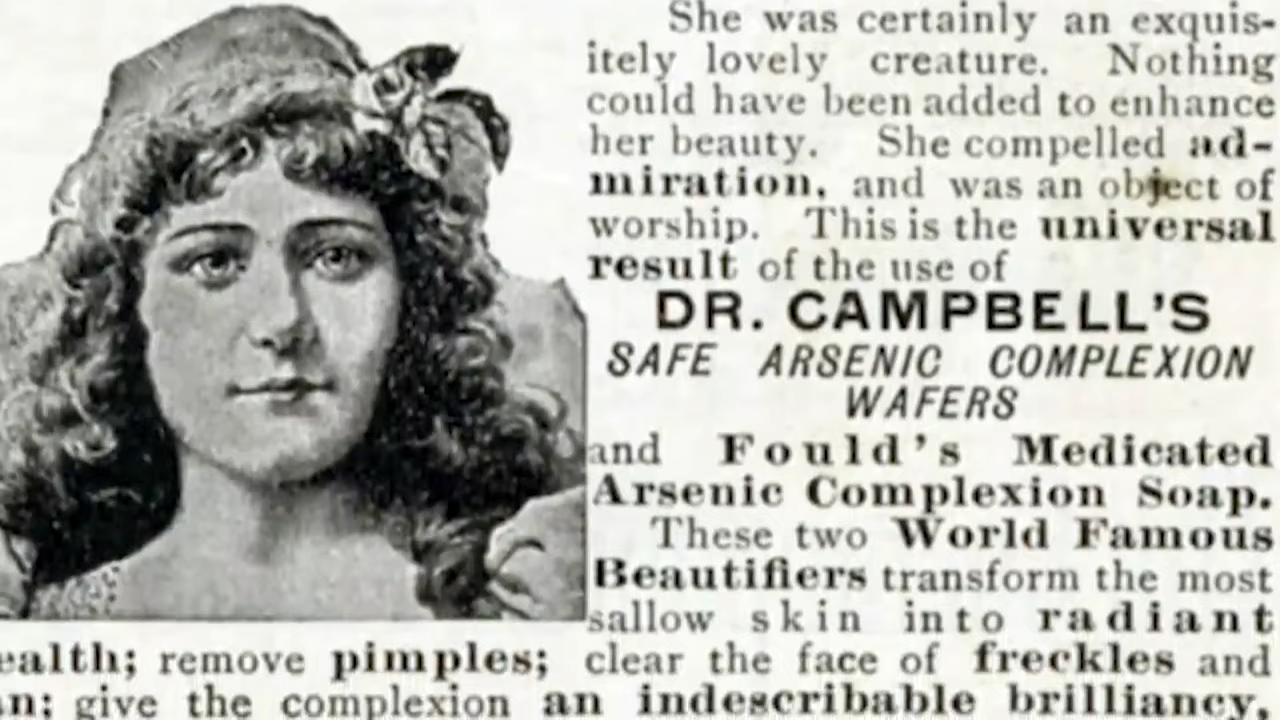 She was certainly an exquis-
itely lovely creature. Nothing
could have been added to enhance
her beauty. She compelled ad-
miration, and was an object of
worship. This is the universal
result of the use of
DR. CAMPBELL'S
SAFE ARSENIC COMPLEXION
WAFERS
and Fould's Medicated
Arsenic Complexion Soap.
These two World Famous
Beautifiers transform the most
sallow skin into radiant
ealth; remove pimples; clear the face of freckles and
an; give the complexion an indescribable brilliancy.